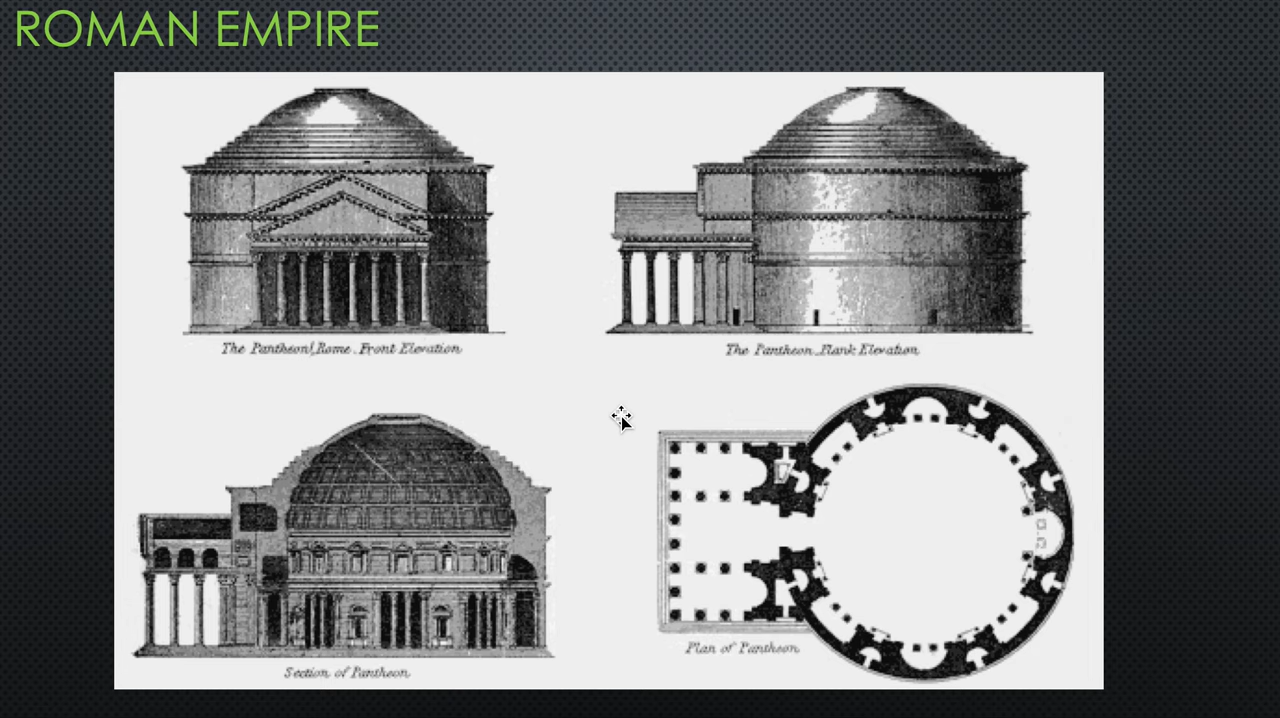 ROMAN EMPIRE
The Pantheon, Rome. Front Elevation
The Pantheon. Flank Elevation
Section of Pantheon
Plan of Pantheon